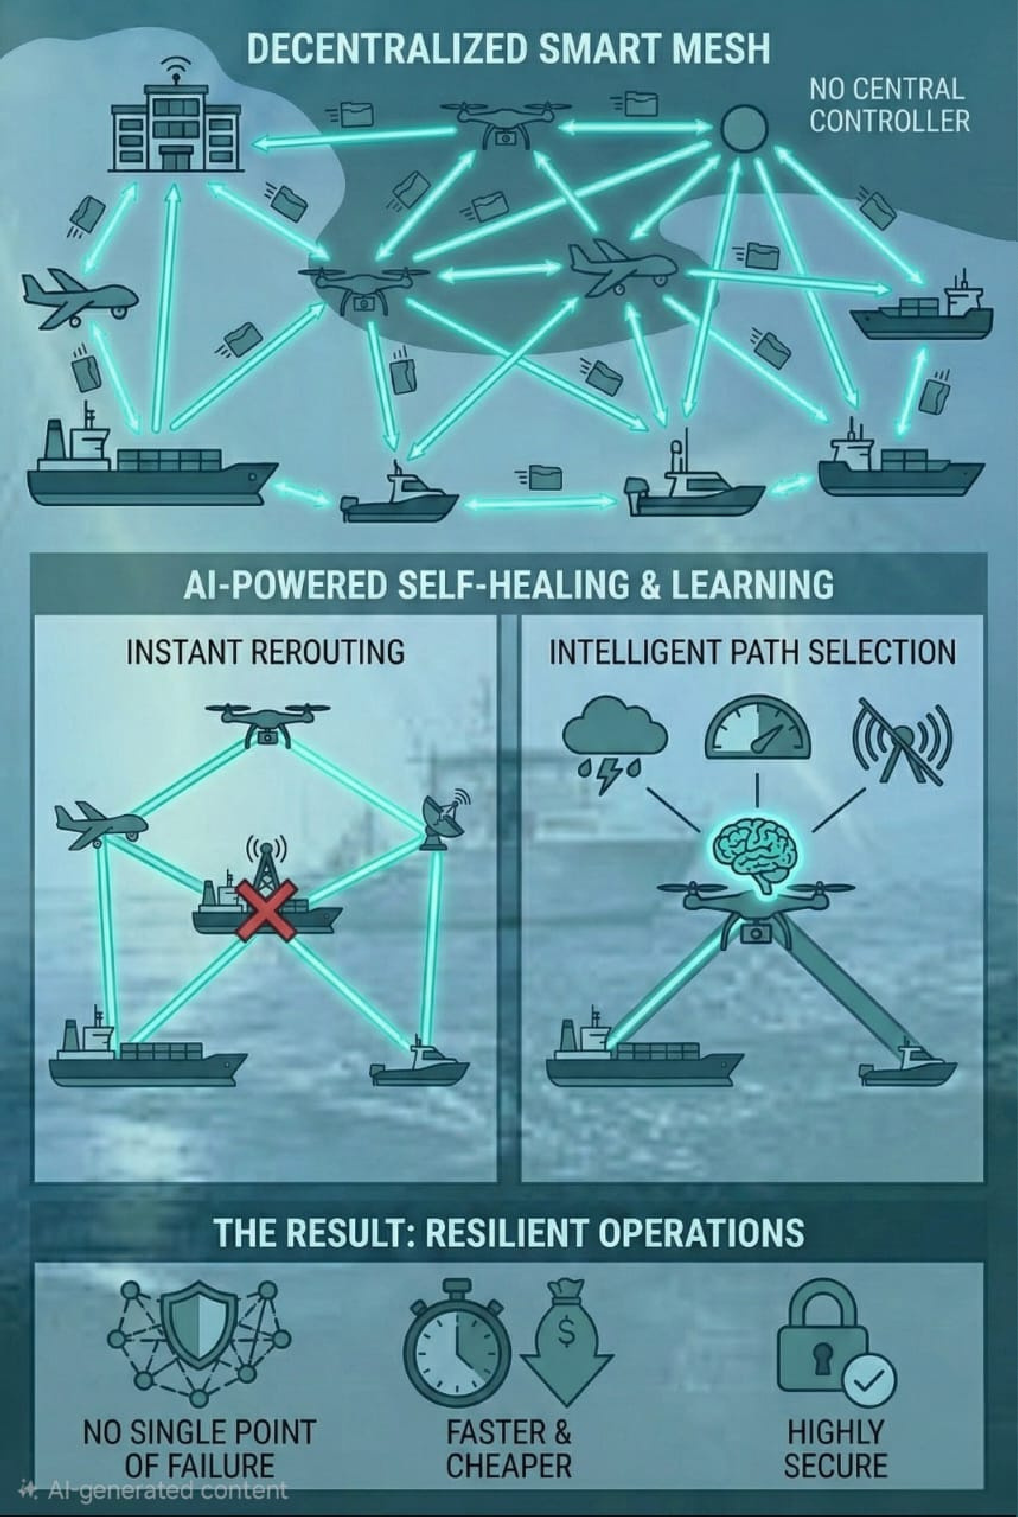 DECENTRALIZED SMART MESH
NO CENTRAL
CONTROLLER
AI-POWERED SELF-HEALING & LEARNING
INSTANT REROUTING
INTELLIGENT PATH SELECTION
THE RESULT: RESILIENT OPERATIONS
$
NO SINGLE POINT
OF FAILURE
FASTER &
CHEAPER
HIGHLY
SECURE
AI-generated content